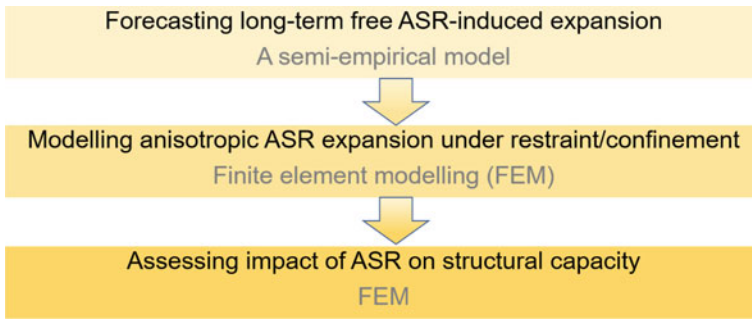 Forecasting long-term free ASR-induced expansion
A semi-empirical model
Modelling anisotropic ASR expansion under restraint/confinement
Finite element modelling (FEM)
Assessing impact of ASR on structural capacity
FEM